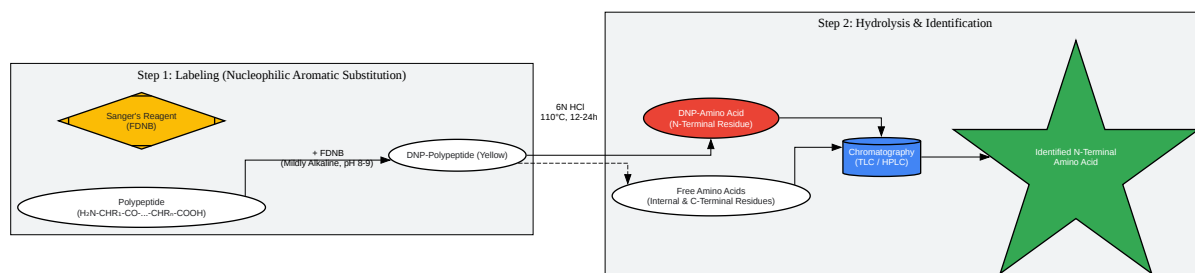 Step 1: Labeling (Nucleophilic Aromatic Substitution)
Sanger's Reagent
(FDNB)
Polypeptide
(H₂N-CHR₁-CO-...-CHRₙ-COOH)
+ FDNB
(Mildly Alkaline, pH 8-9)
DNP-Polypeptide (Yellow)
6N HCl
110°C, 12-24h
Step 2: Hydrolysis & Identification
DNP-Amino Acid
(N-Terminal Residue)
Free Amino Acids
(Internal & C-Terminal Residues)
Chromatography
(TLC / HPLC)
Identified N-Terminal
Amino Acid